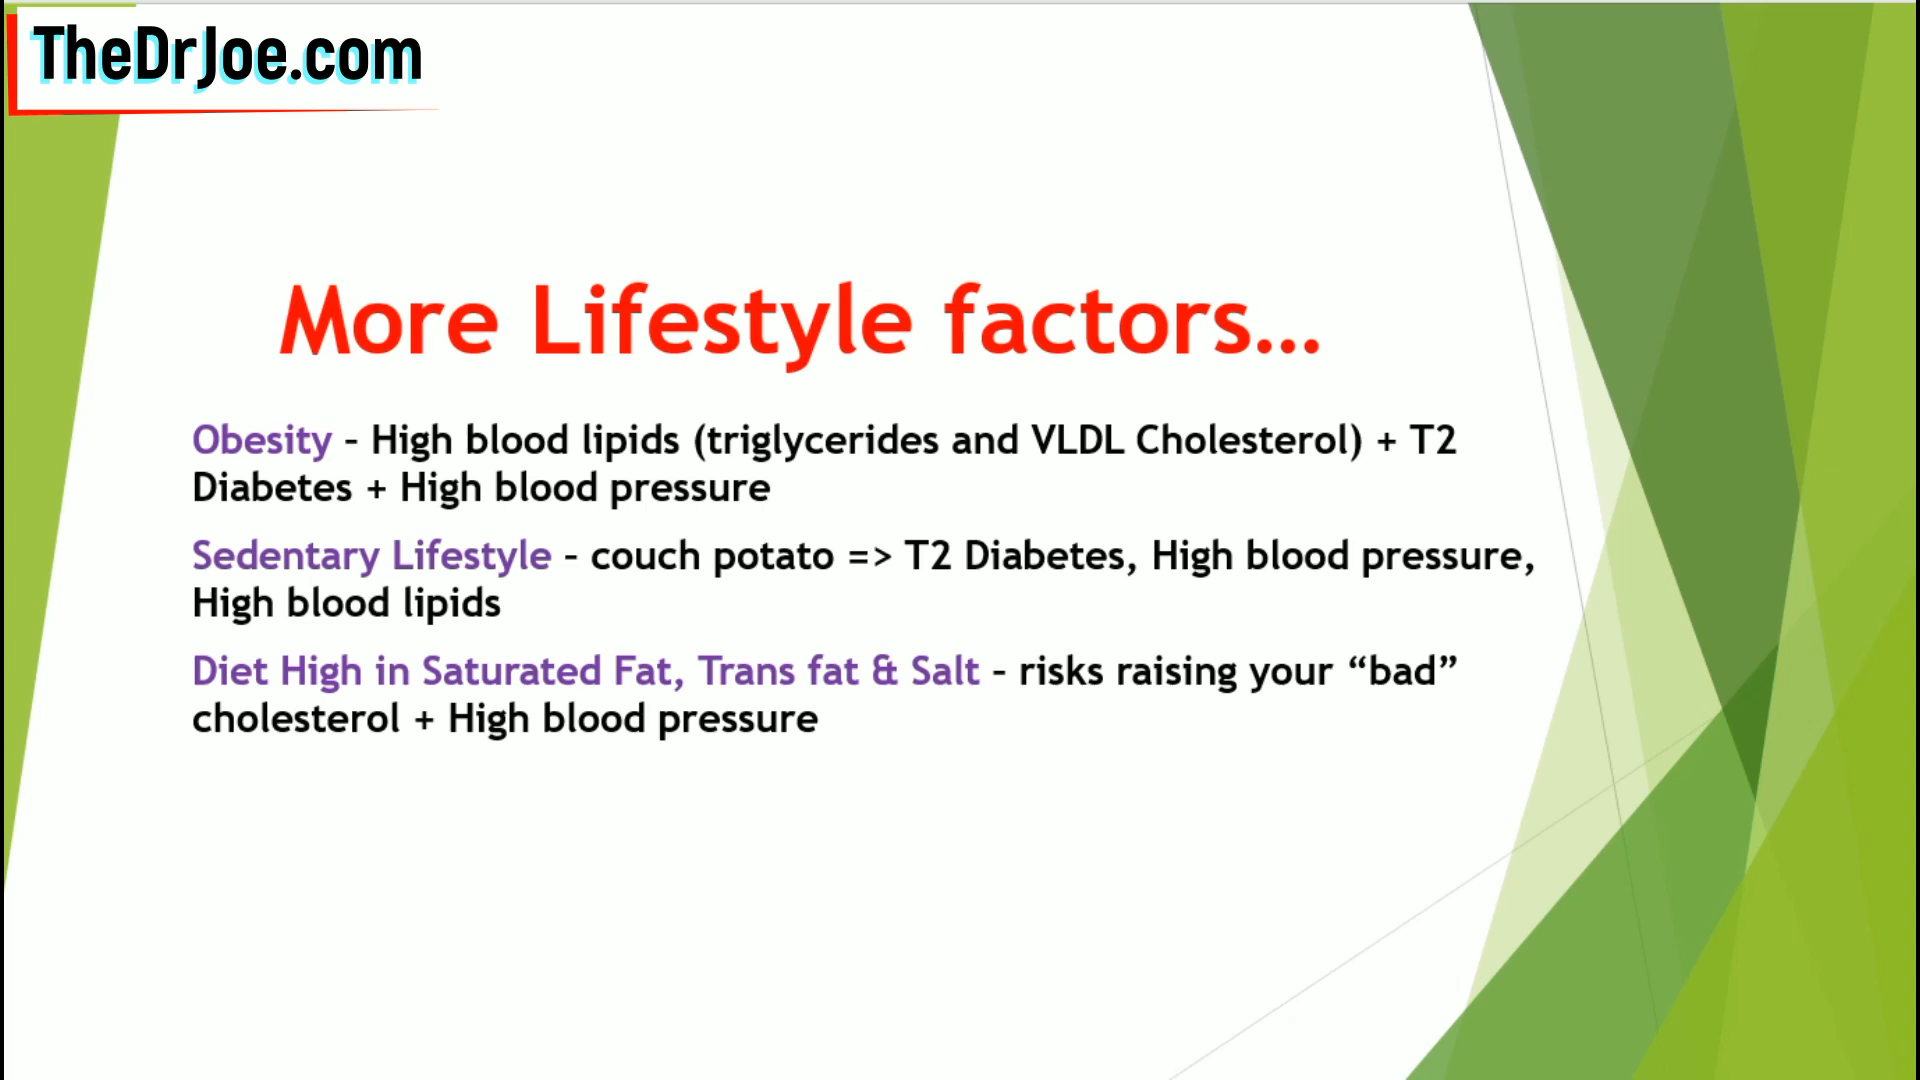 TheDrJoe.com
More Lifestyle factors...
Obesity – High blood lipids (triglycerides and VLDL Cholesterol) + T2
Diabetes + High blood pressure
Sedentary Lifestyle – couch potato => T2 Diabetes, High blood pressure,
High blood lipids
Diet High in Saturated Fat, Trans fat & Salt – risks raising your “bad”
cholesterol + High blood pressure